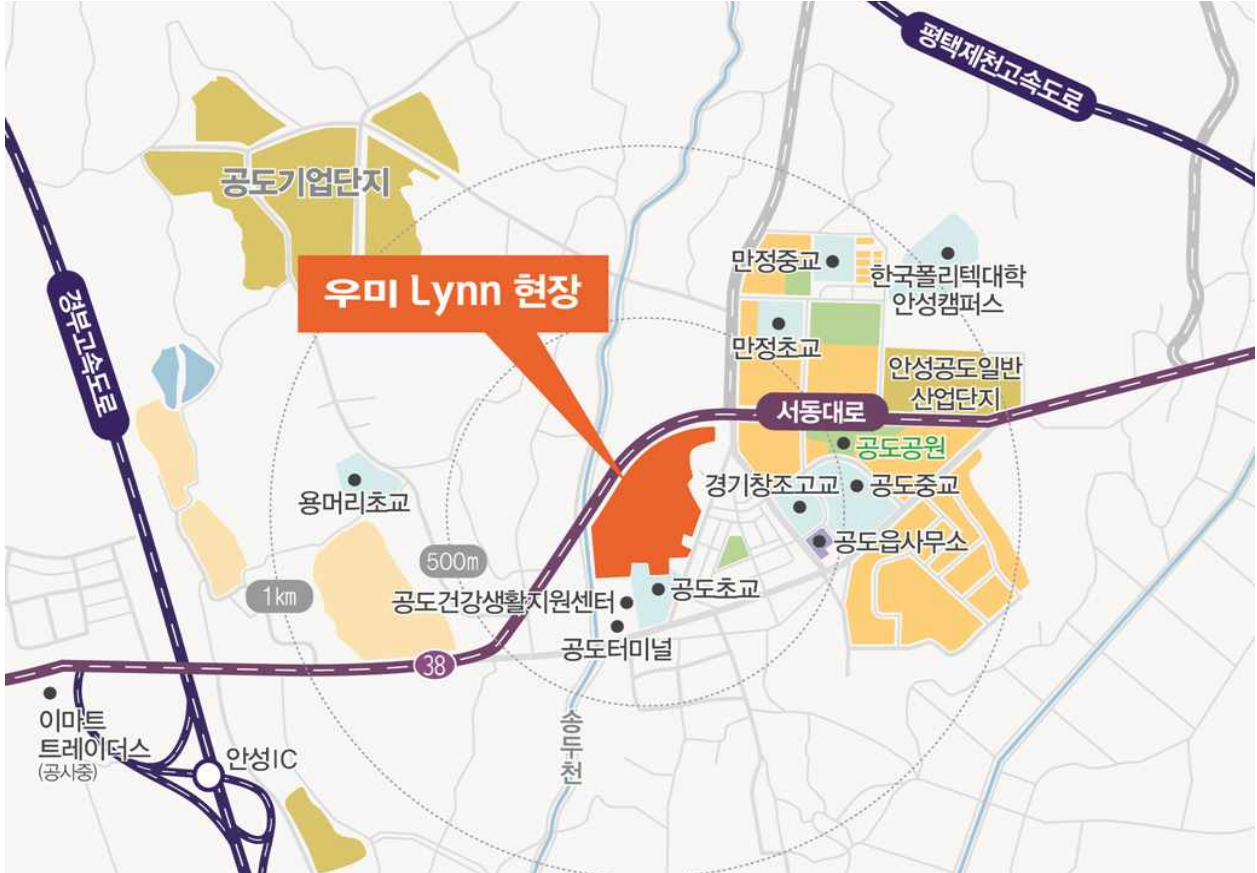 평택제천고속도로
공도기업단지
만정중교
한국폴리텍대학
안성캠퍼스
우미 Lynn 현장
경부고속도로
만정초교
안성공도일반
산업단지
서동대로
공도공원
용머리초교
경기창조고교
공도중교
공도읍사무소
500m
1km
공도건강생활지원센터
공도초교
공도터미널
38
이마트
트레이더스
(공사중)
안성IC
송두천